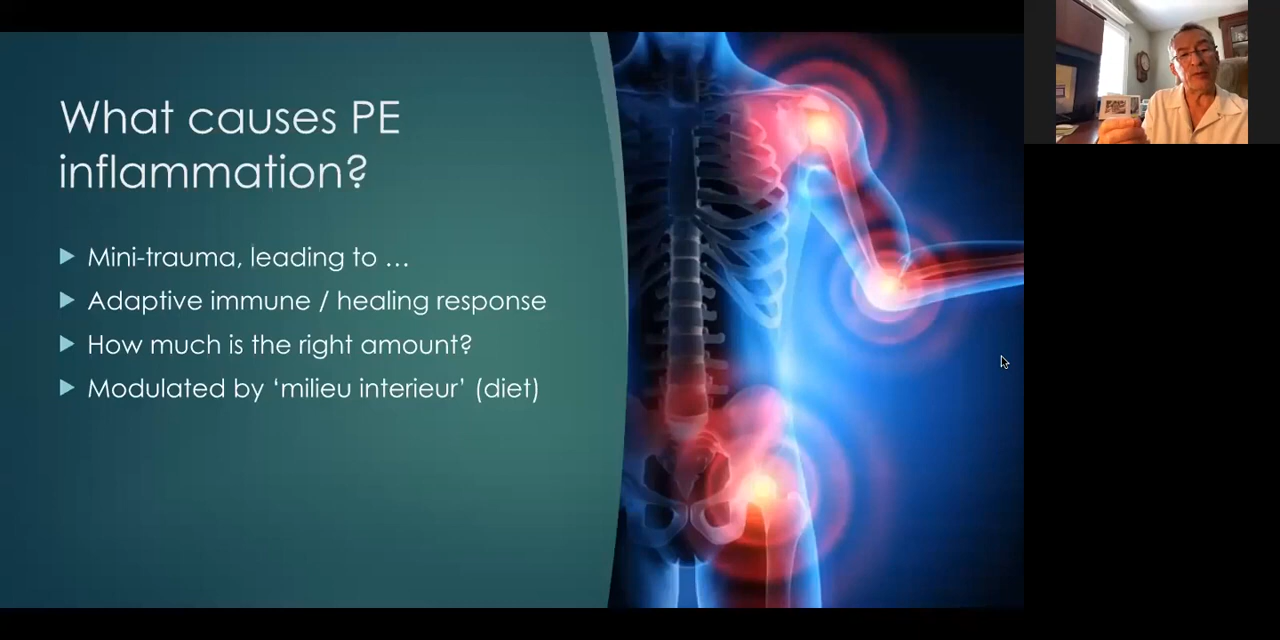 What causes PE
inflammation?
Mini-trauma, leading to …
Adaptive immune / healing response
How much is the right amount?
Modulated by ‘milieu interieur’ (diet)